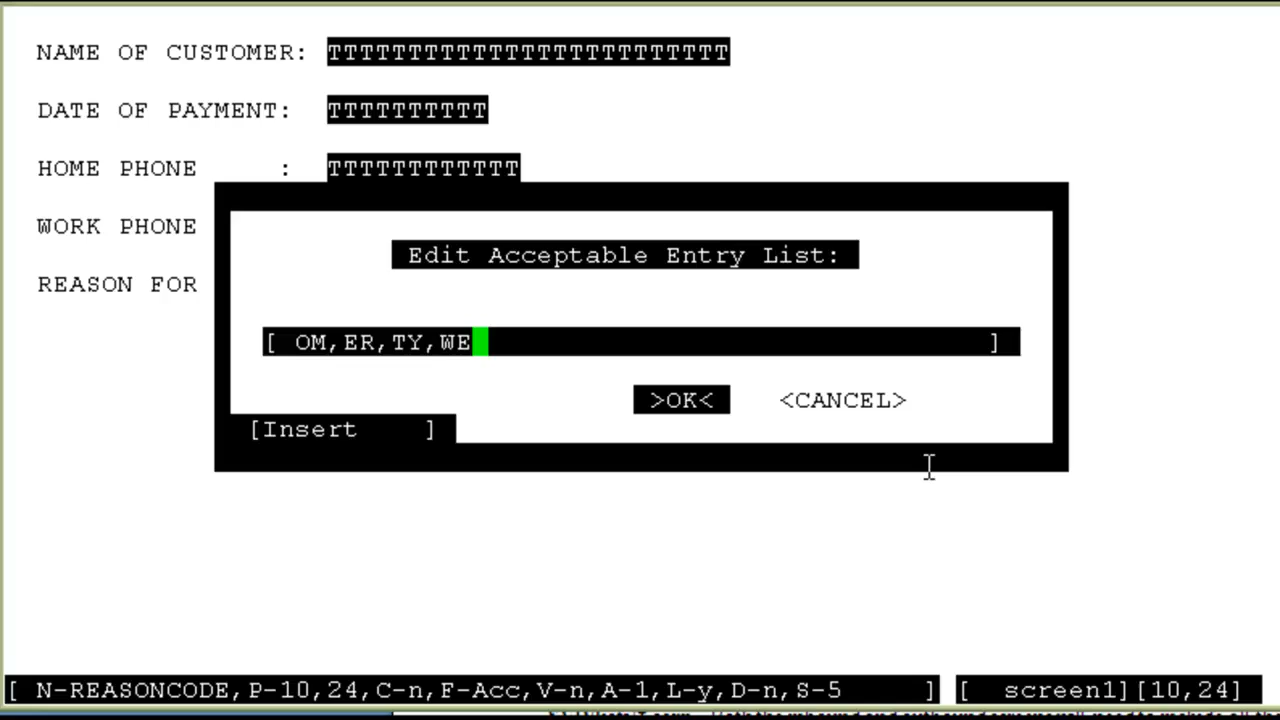 NAME OF CUSTOMER: TTTTTTTTTTTTTTTTTTTTTTTTT
DATE OF PAYMENT: TTTTTTTTTT
HOME PHONE : TTTTTTTTTTTT
WORK PHONE
REASON FOR
Edit Acceptable Entry List:
[ OM,ER,TY,WE ]
>OK< <CANCEL>
[Insert ]
[ N-REASONCODE,P-10,24,C-n,F-Acc,V-n,A-1,L-y,D-n,S-5 ] [ screen1][10,24]